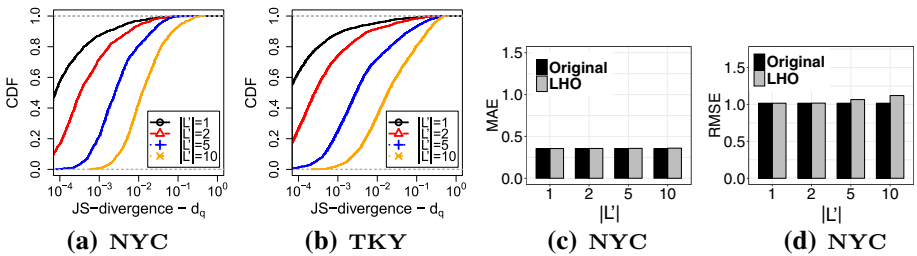 CDF
0.0 0.2 0.4 0.6 0.8 1.0
|L'|=1
|L'|=2
|L'|=5
|L'|=10
10⁻⁴ 10⁻³ 10⁻² 10⁻¹ 10⁰
JS−divergence − d_q
(a) NYC
CDF
0.0 0.2 0.4 0.6 0.8 1.0
|L'|=1
|L'|=2
|L'|=5
|L'|=10
10⁻⁴ 10⁻³ 10⁻² 10⁻¹ 10⁰
JS−divergence − d_q
(b) TKY
MAE
1.5
1.0
0.5
0.0
Original
LHO
1 2 5 10
|L'|
(c) NYC
RMSE
1.5
1.0
0.5
0.0
Original
LHO
1 2 5 10
|L'|
(d) NYC